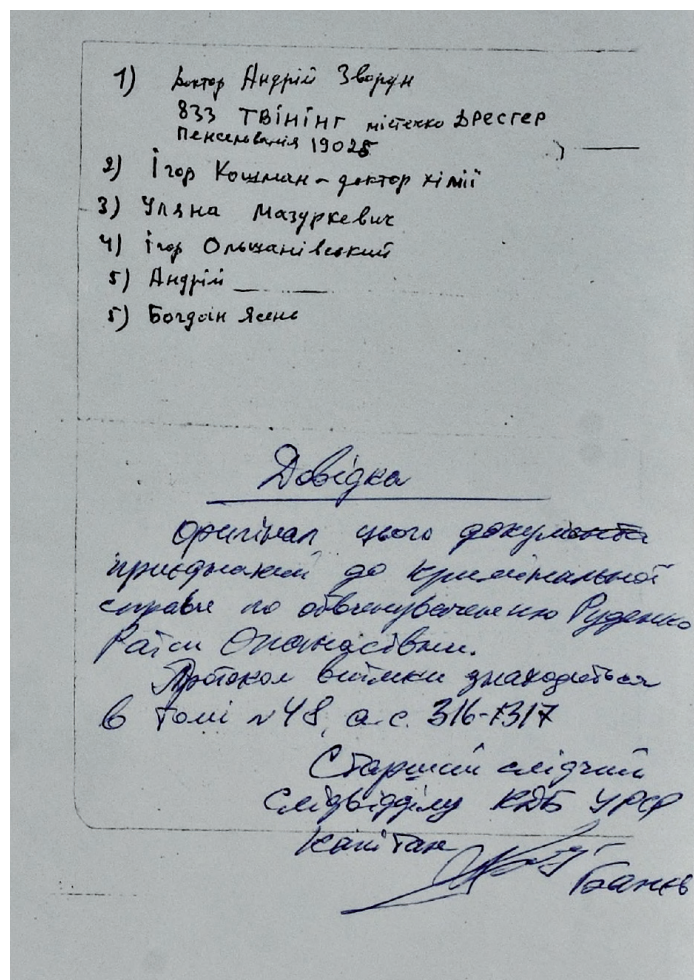 1) Доктор Андрій Зворун
833 ТВІНІНГ містечко ДРЕСГЕР
Пенсельванія 19025
2) Ігор Кошман - доктор хімії
3) Уляна Мазуркевич
4) Ігор Ольшанівський
5) Андрій
5) Богдан Ясень
Довідка
Оригінал цього документа
приєднаний до кримінальної
справи по обвинуваченню Руденко
Раїси Опанасівни.
Протокол виїмки знаходиться
в томі №48, а.с. 316-317
Старший слідчий
Слідвідділу КДБ УРСР
капітан